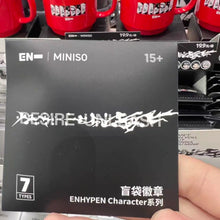 EN- | MINISO
15+
DESIRE : UNLEASH
7
TYPES
盲袋徽章
ENHYPEN Character系列